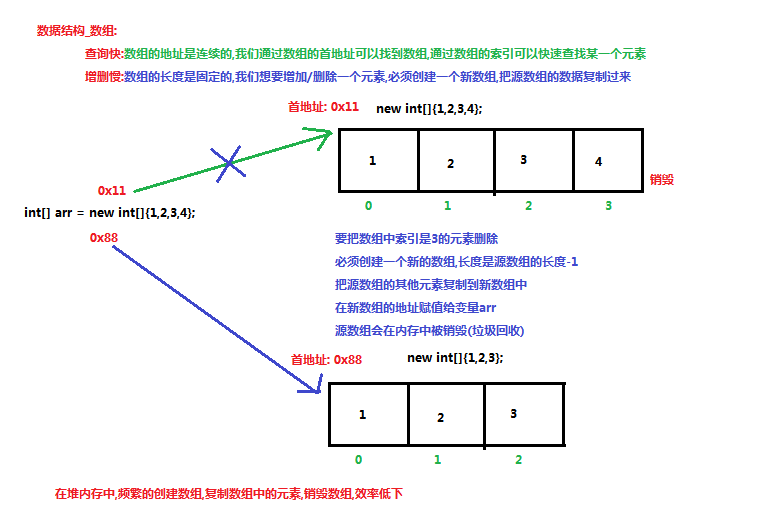 数据结构_数组:
查询快:数组的地址是连续的,我们通过数组的首地址可以找到数组,通过数组的索引可以快速查找某一个元素
增删慢:数组的长度是固定的,我们想要增加/删除一个元素,必须创建一个新数组,把源数组的数据复制过来
首地址: 0x11 new int[]{1,2,3,4};
1 2 3 4
0x11
销毁
0 1 2 3
int[] arr = new int[]{1,2,3,4};
0x88
要把数组中索引是3的元素删除
必须创建一个新的数组,长度是源数组的长度-1
把源数组的其他元素复制到新数组中
在新数组的地址赋值给变量arr
源数组会在内存中被销毁(垃圾回收)
首地址: 0x88 new int[]{1,2,3};
1 2 3
0 1 2
在堆内存中,频繁的创建数组,复制数组中的元素,销毁数组,效率低下